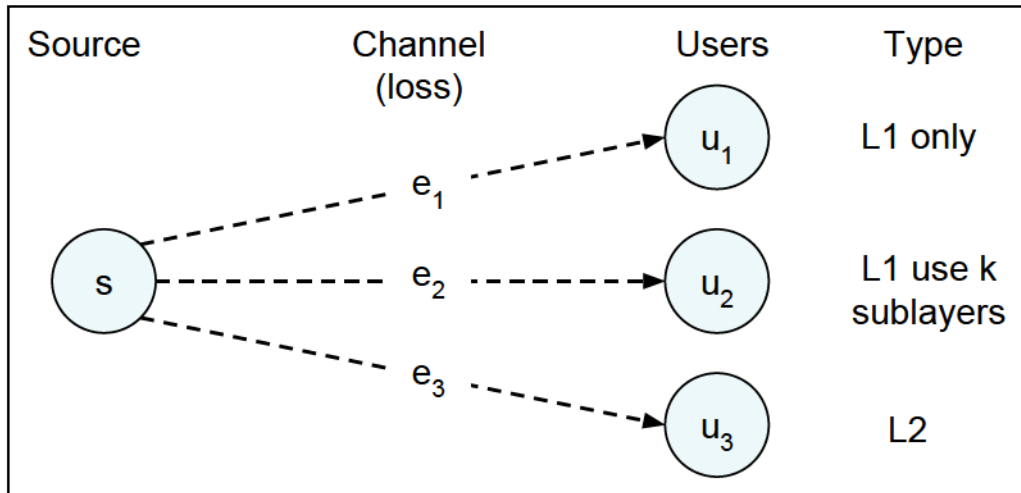 Source Channel (loss) Users Type
u1 L1 only
e1
s e2 u2 L1 use k sublayers
e3
u3 L2